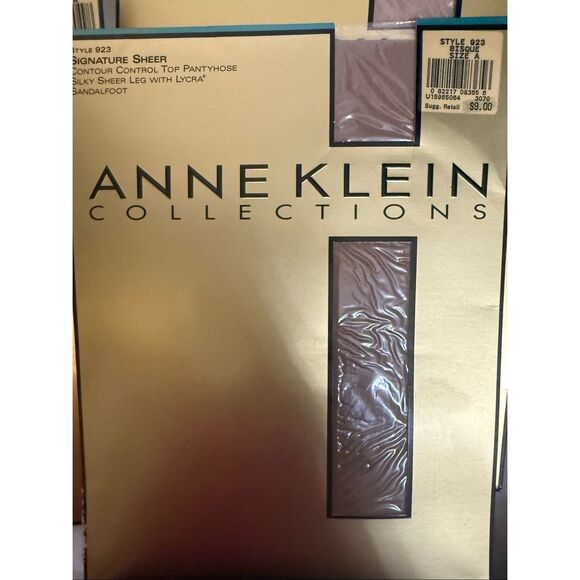 STYLE 923
SIGNATURE SHEER
CONTOUR CONTROL TOP PANTYHOSE
SILKY SHEER LEG WITH LYCRA®
SANDALFOOT
STYLE 923
BISQUE
SIZE A
0 82217 08365 6
U15955064 3070
Sugg. Retail $9.00
ANNE KLEIN
COLLECTIONS